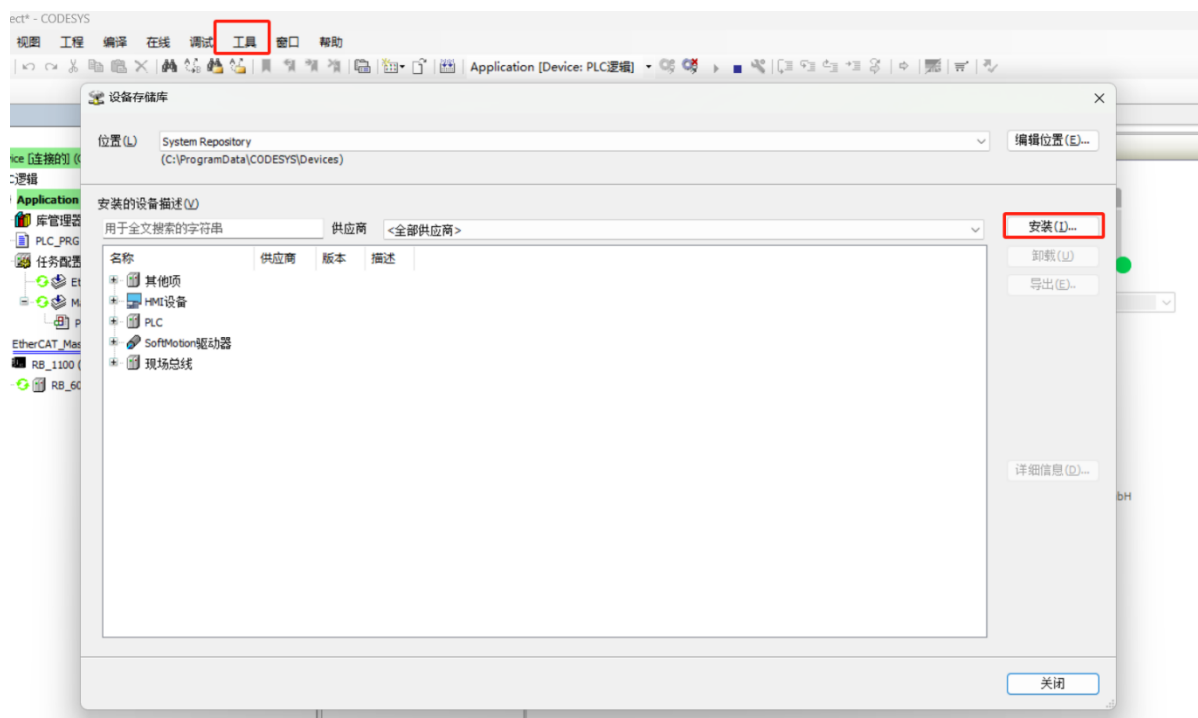 ect* - CODESYS
视图 工程 编译 在线 调试 工具 窗口 帮助
Application [Device: PLC逻辑]
设备存储库
位置(L) System Repository 编辑位置(E)...
(C:\ProgramData\CODESYS\Devices)
ice [连接的] (C
C逻辑
Application
库管理器
PLC_PRG
任务配置
Et
M
P
EtherCAT_Mas
RB_1100 (
RB_60
安装的设备描述(V)
用于全文搜索的字符串 供应商 <全部供应商> 安装(I)...
名称 供应商 版本 描述 卸载(U)
其他项 导出(E)..
HMI设备
PLC
SoftMotion驱动器
现场总线
详细信息(D)...
bH
关闭